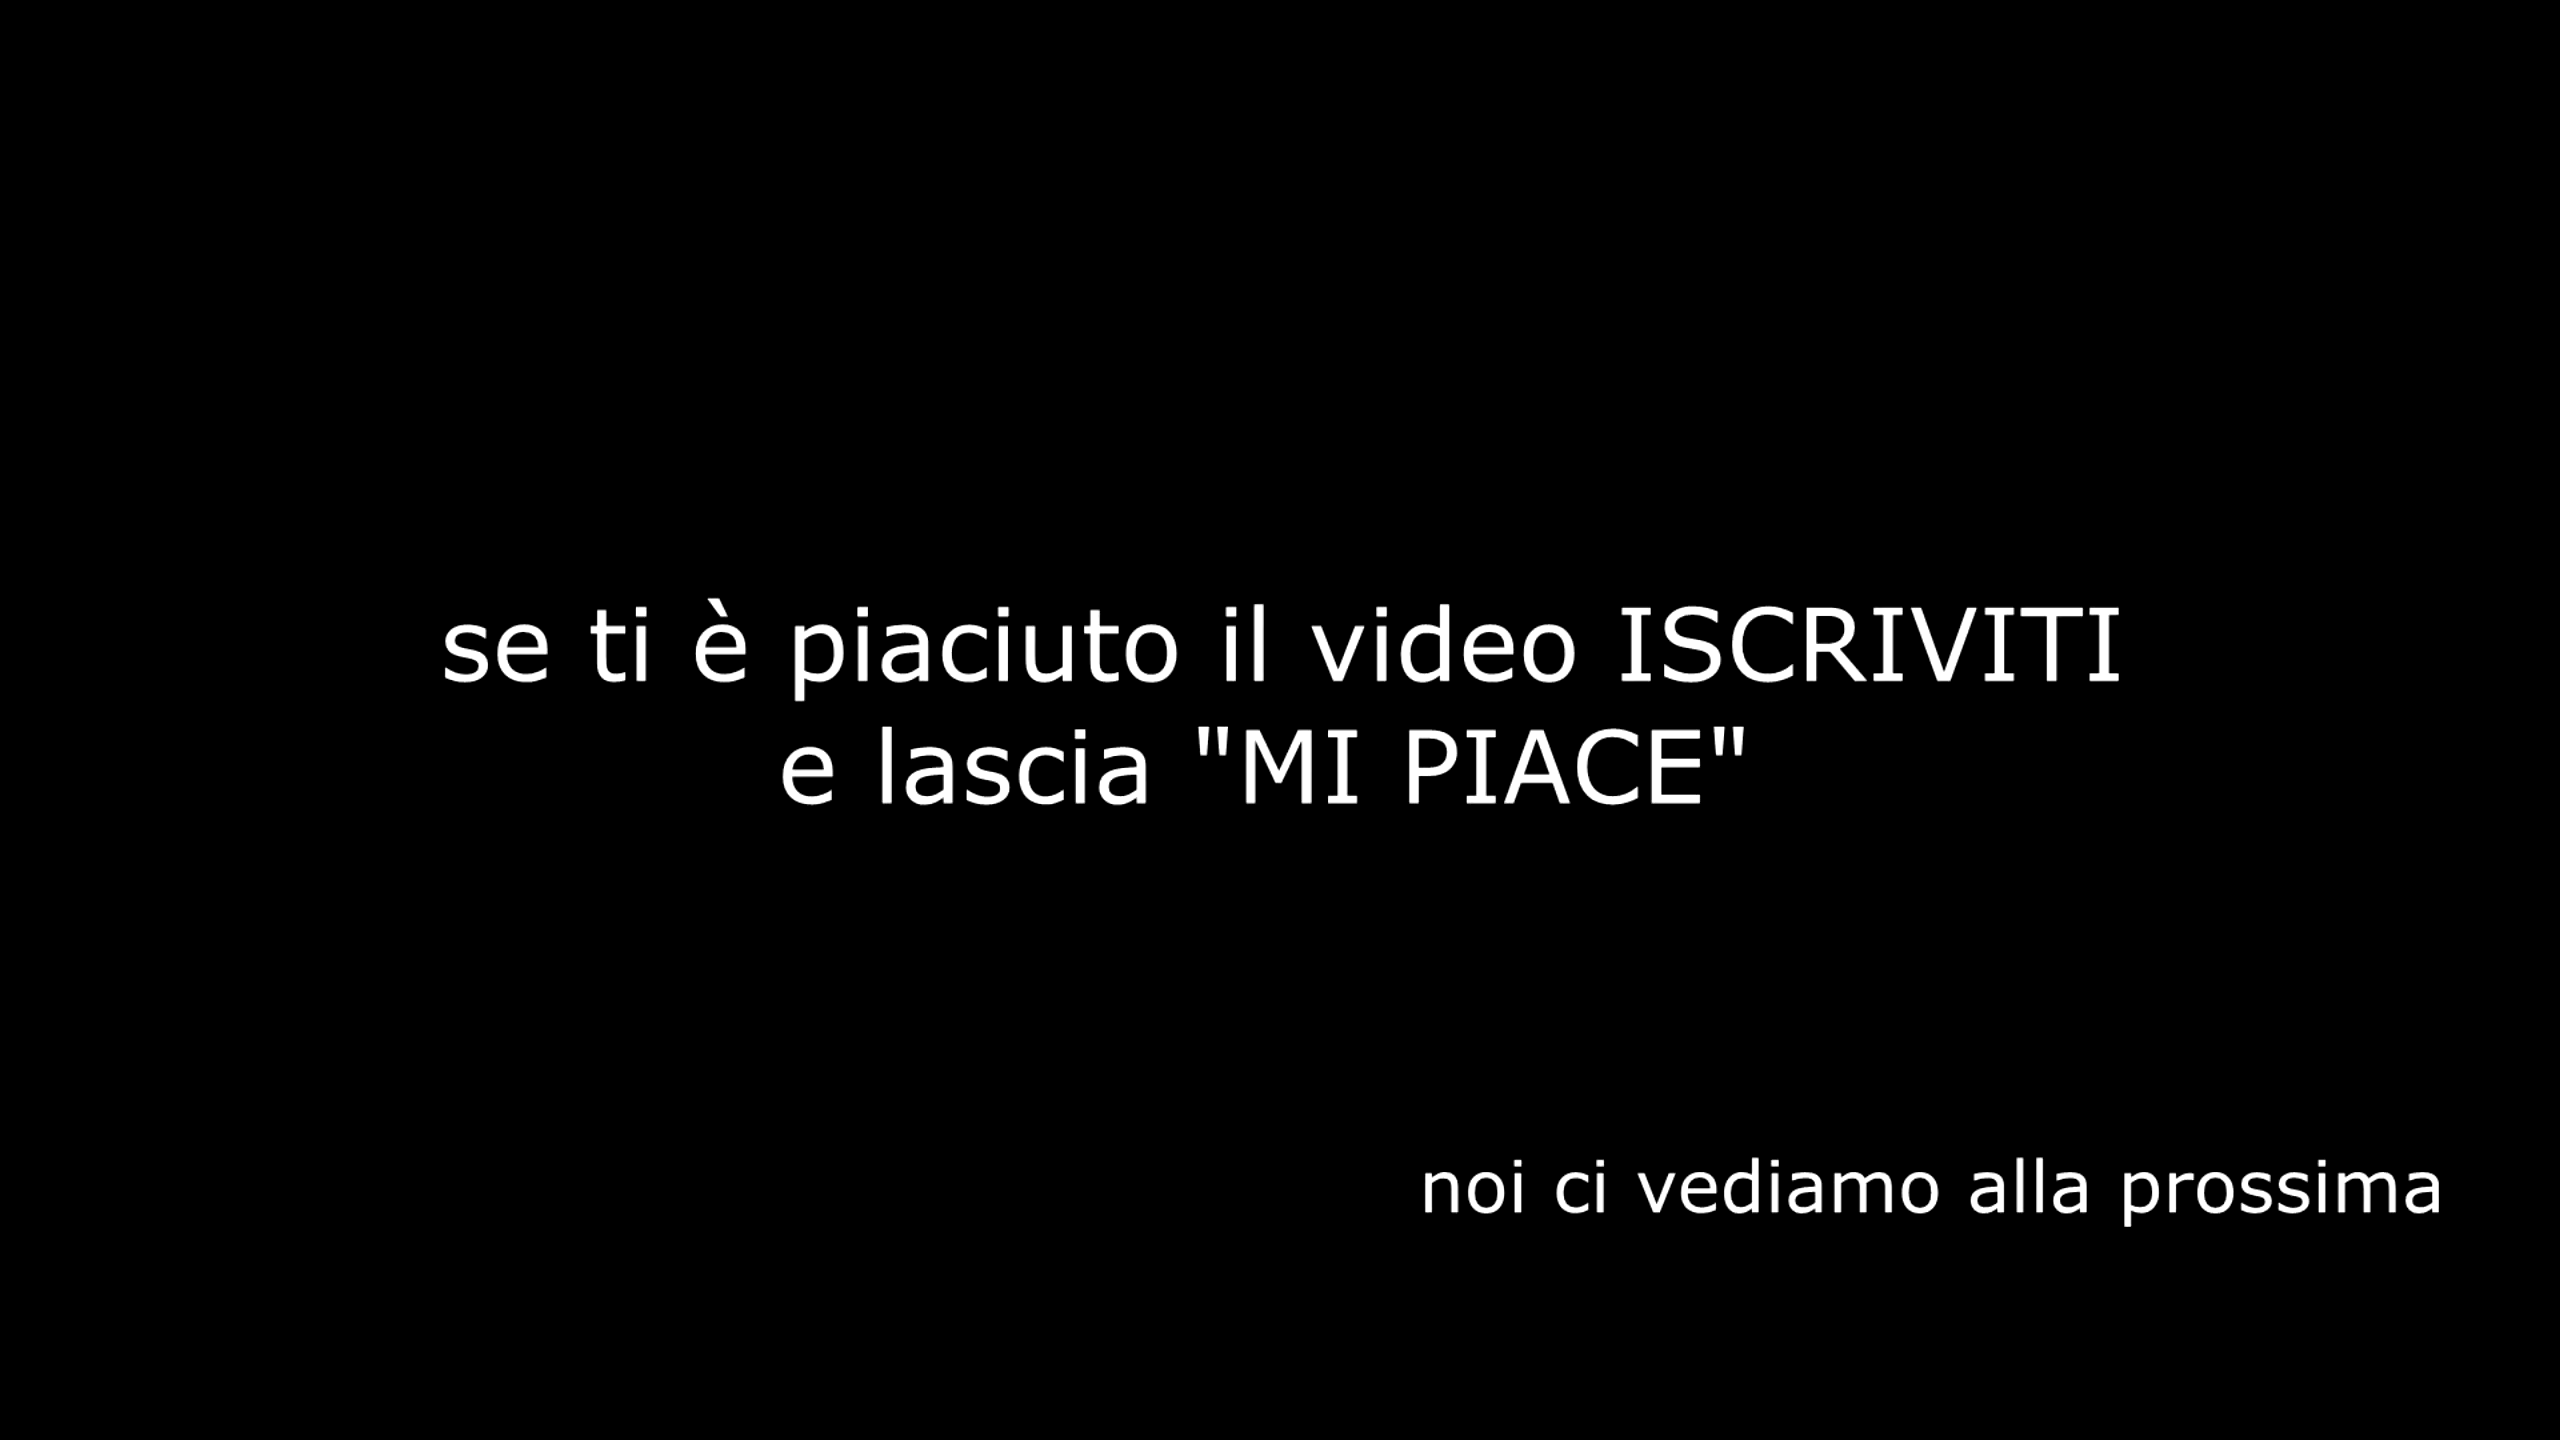 se ti è piaciuto il video ISCRIVITI
e lascia "MI PIACE"
noi ci vediamo alla prossima